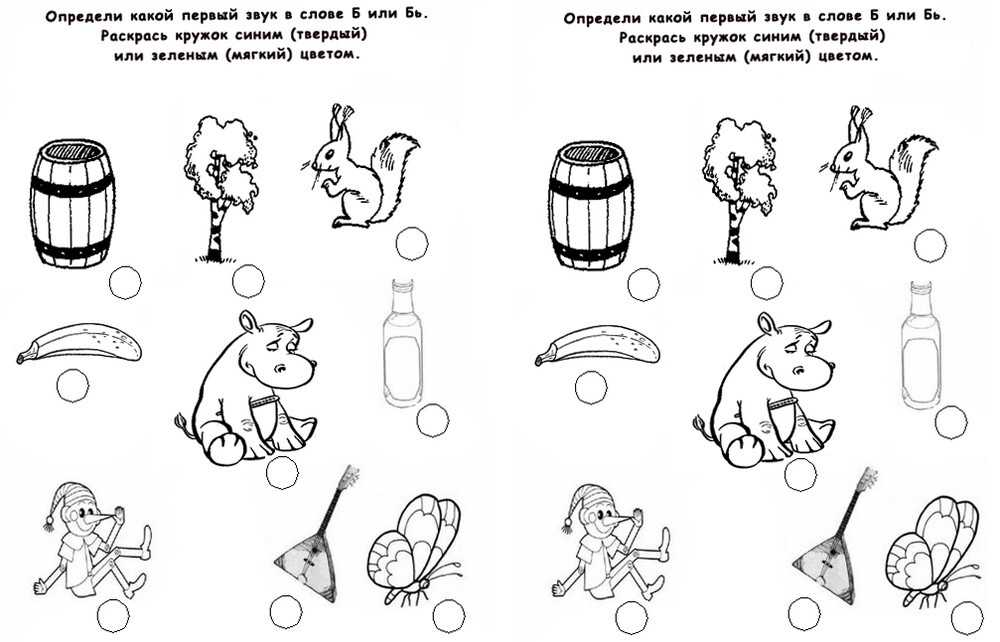 Определи какой первый звук в слове Б или Бь.
Раскрась кружок синим (твердый)
или зеленым (мягкий) цветом.
Определи какой первый звук в слове Б или Бь.
Раскрась кружок синим (твердый)
или зеленым (мягкий) цветом.